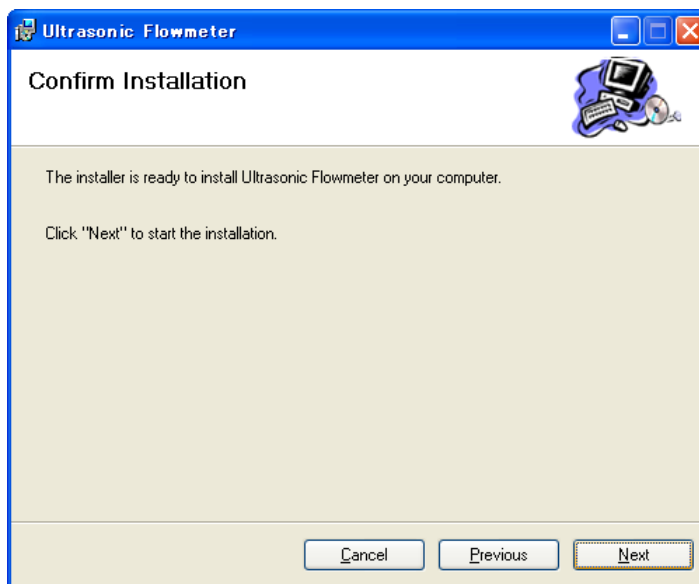 Ultrasonic Flowmeter
Confirm Installation
The installer is ready to install Ultrasonic Flowmeter on your computer.
Click "Next" to start the installation.
Cancel
Previous
Next